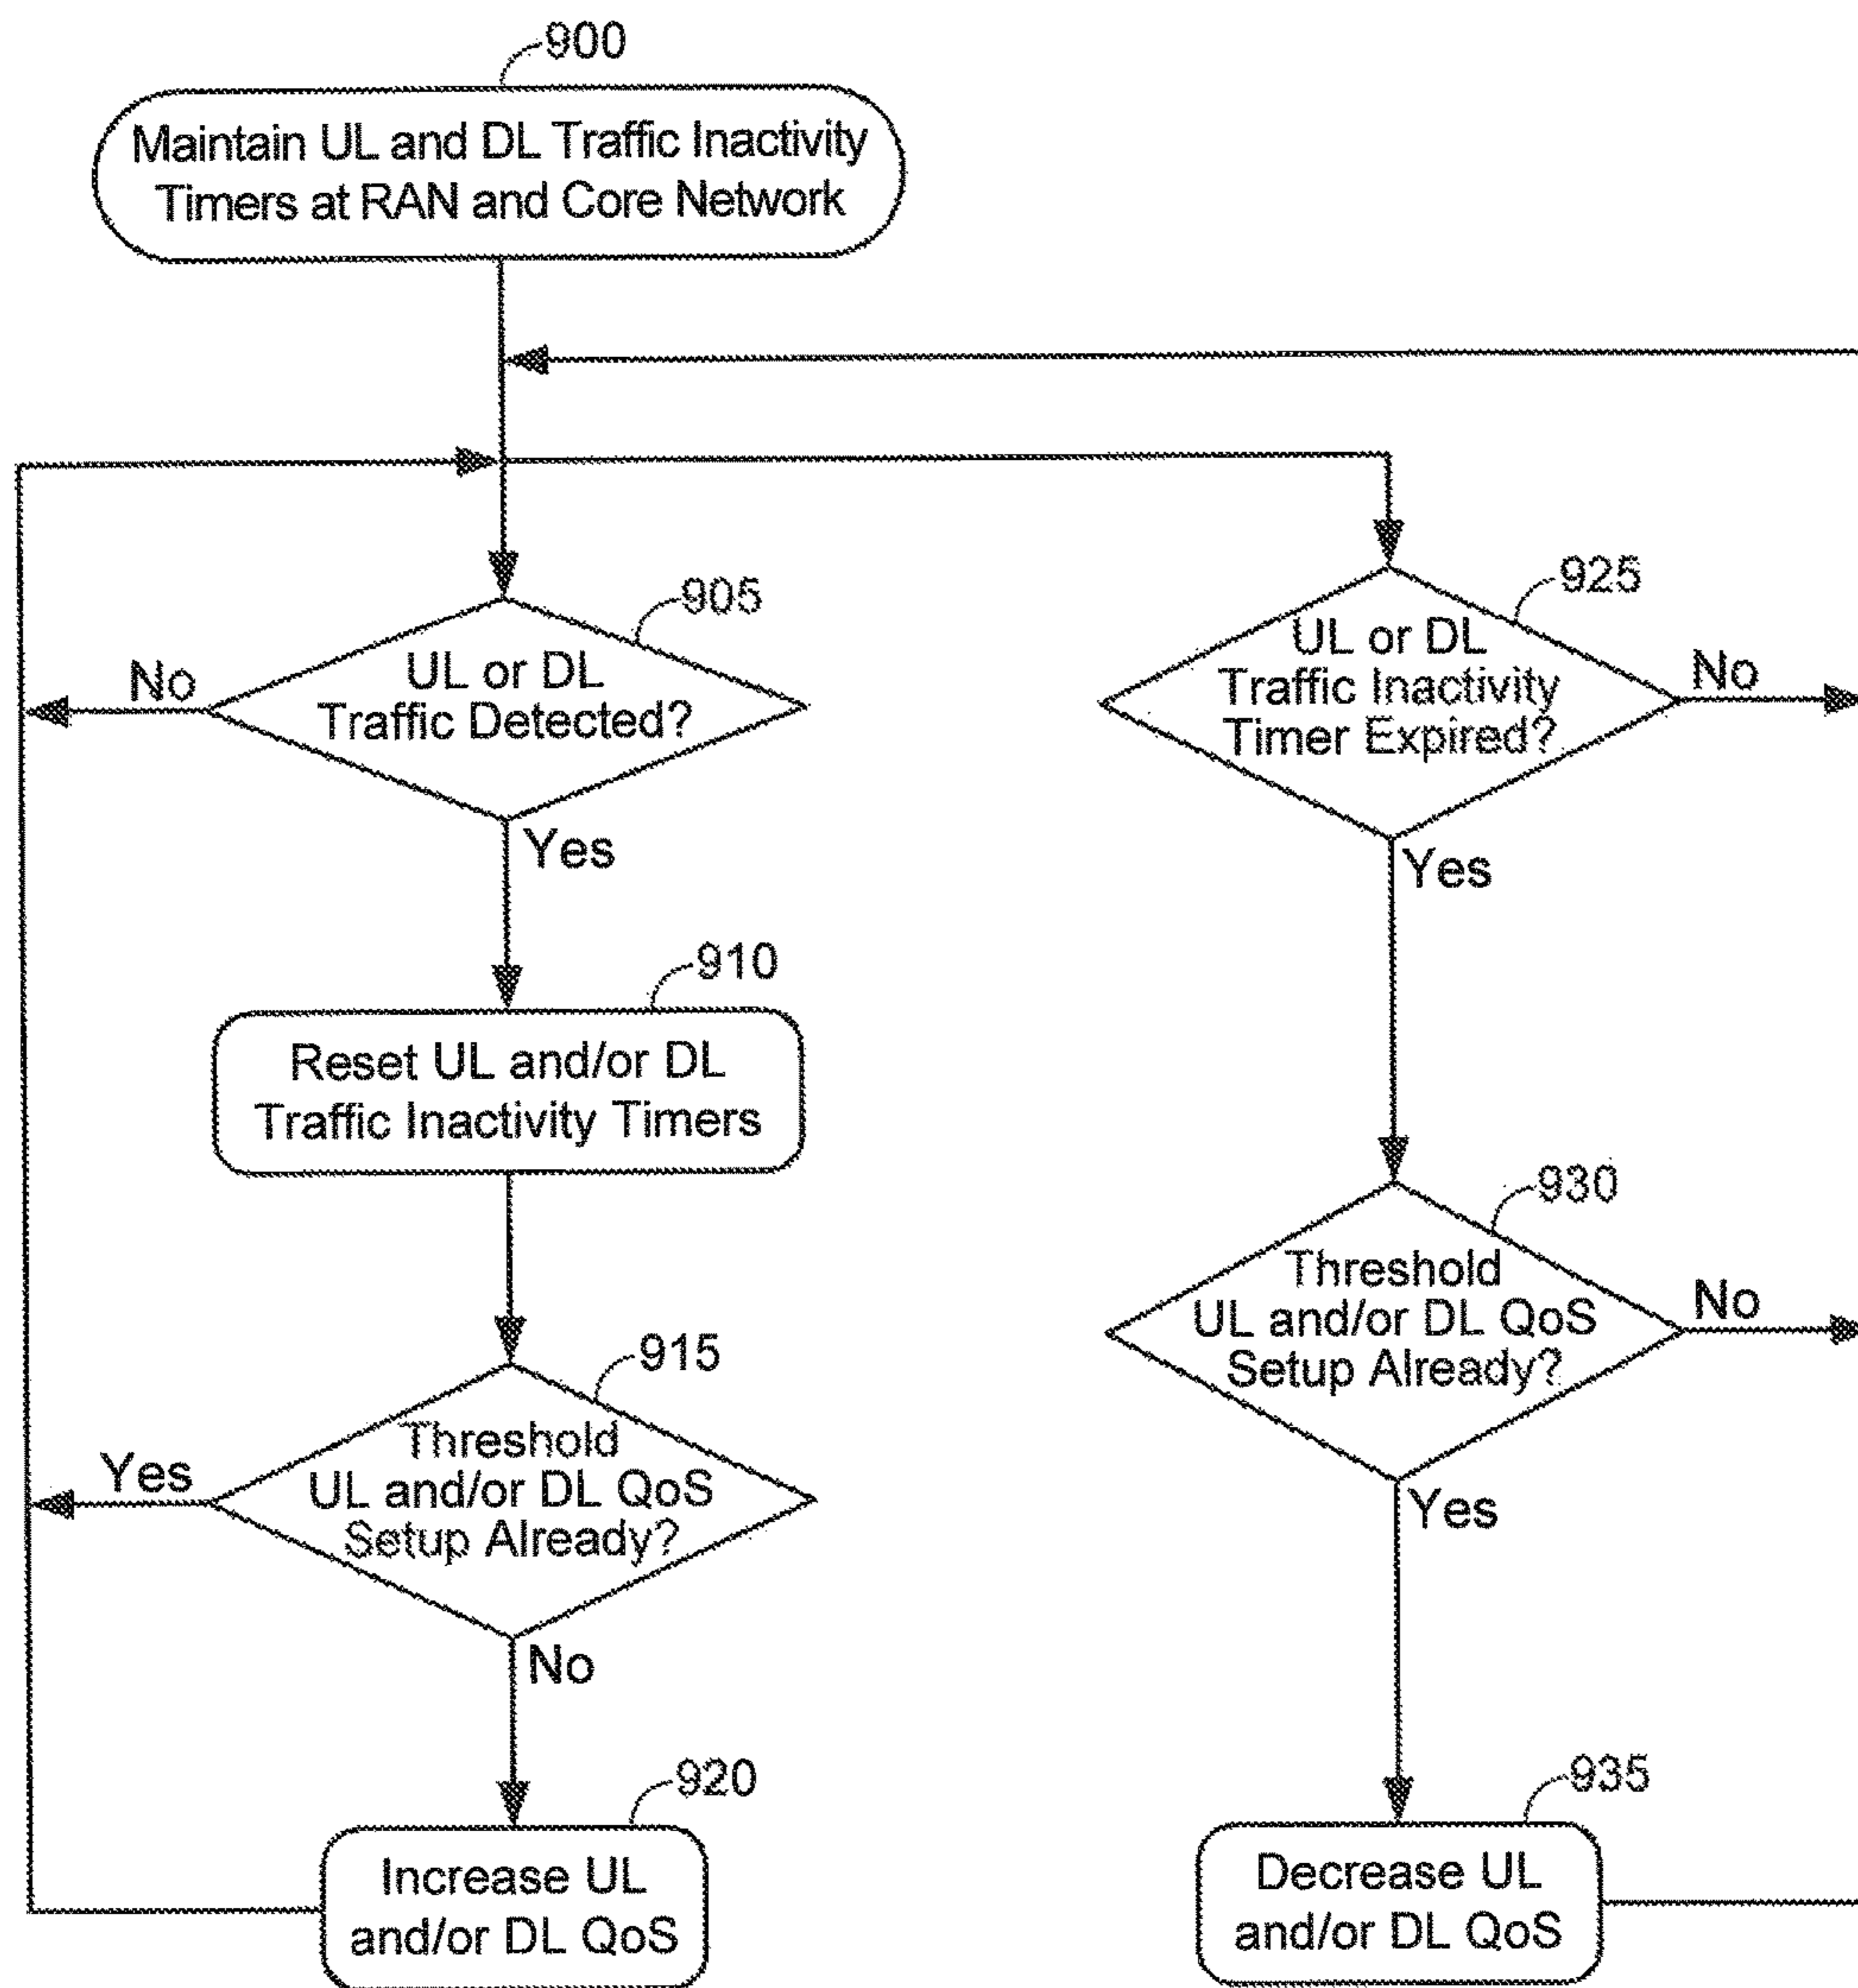 900
Maintain UL and DL Traffic Inactivity
Timers at RAN and Core Network
905
UL or DL
Traffic Detected?
No
Yes
910
Reset UL and/or DL
Traffic Inactivity Timers
915
Threshold
UL and/or DL QoS
Setup Already?
Yes
No
920
Increase UL
and/or DL QoS
925
UL or DL
Traffic Inactivity
Timer Expired?
No
Yes
930
Threshold
UL and/or DL QoS
Setup Already?
No
Yes
935
Decrease UL
and/or DL QoS